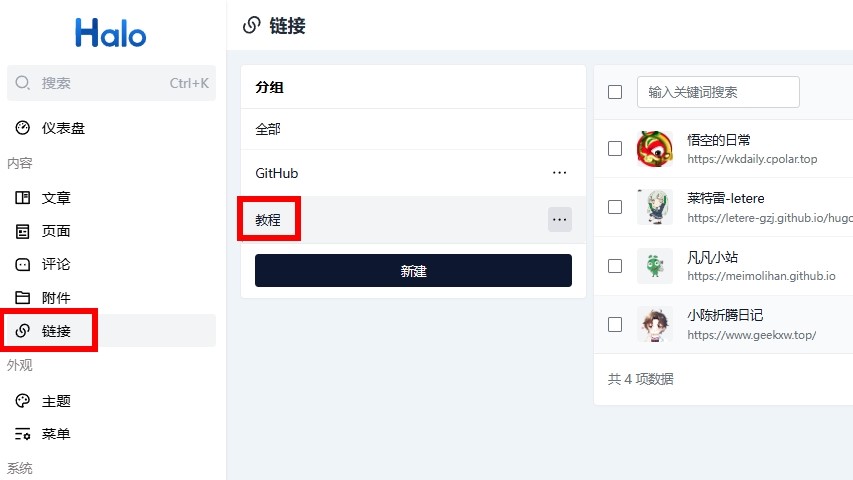 Halo
搜索 Ctrl+K
仪表盘
内容
文章
页面
评论
附件
链接
外观
主题
菜单
系统
链接
分组
全部
GitHub
教程
新建
输入关键词搜索
悟空的日常
https://wkdaily.cpolar.top
莱特雷-letere
https://letere-gzj.github.io/hugo
凡凡小站
https://meimolihan.github.io
小陈折腾日记
https://www.geekxw.top/
共 4 项数据